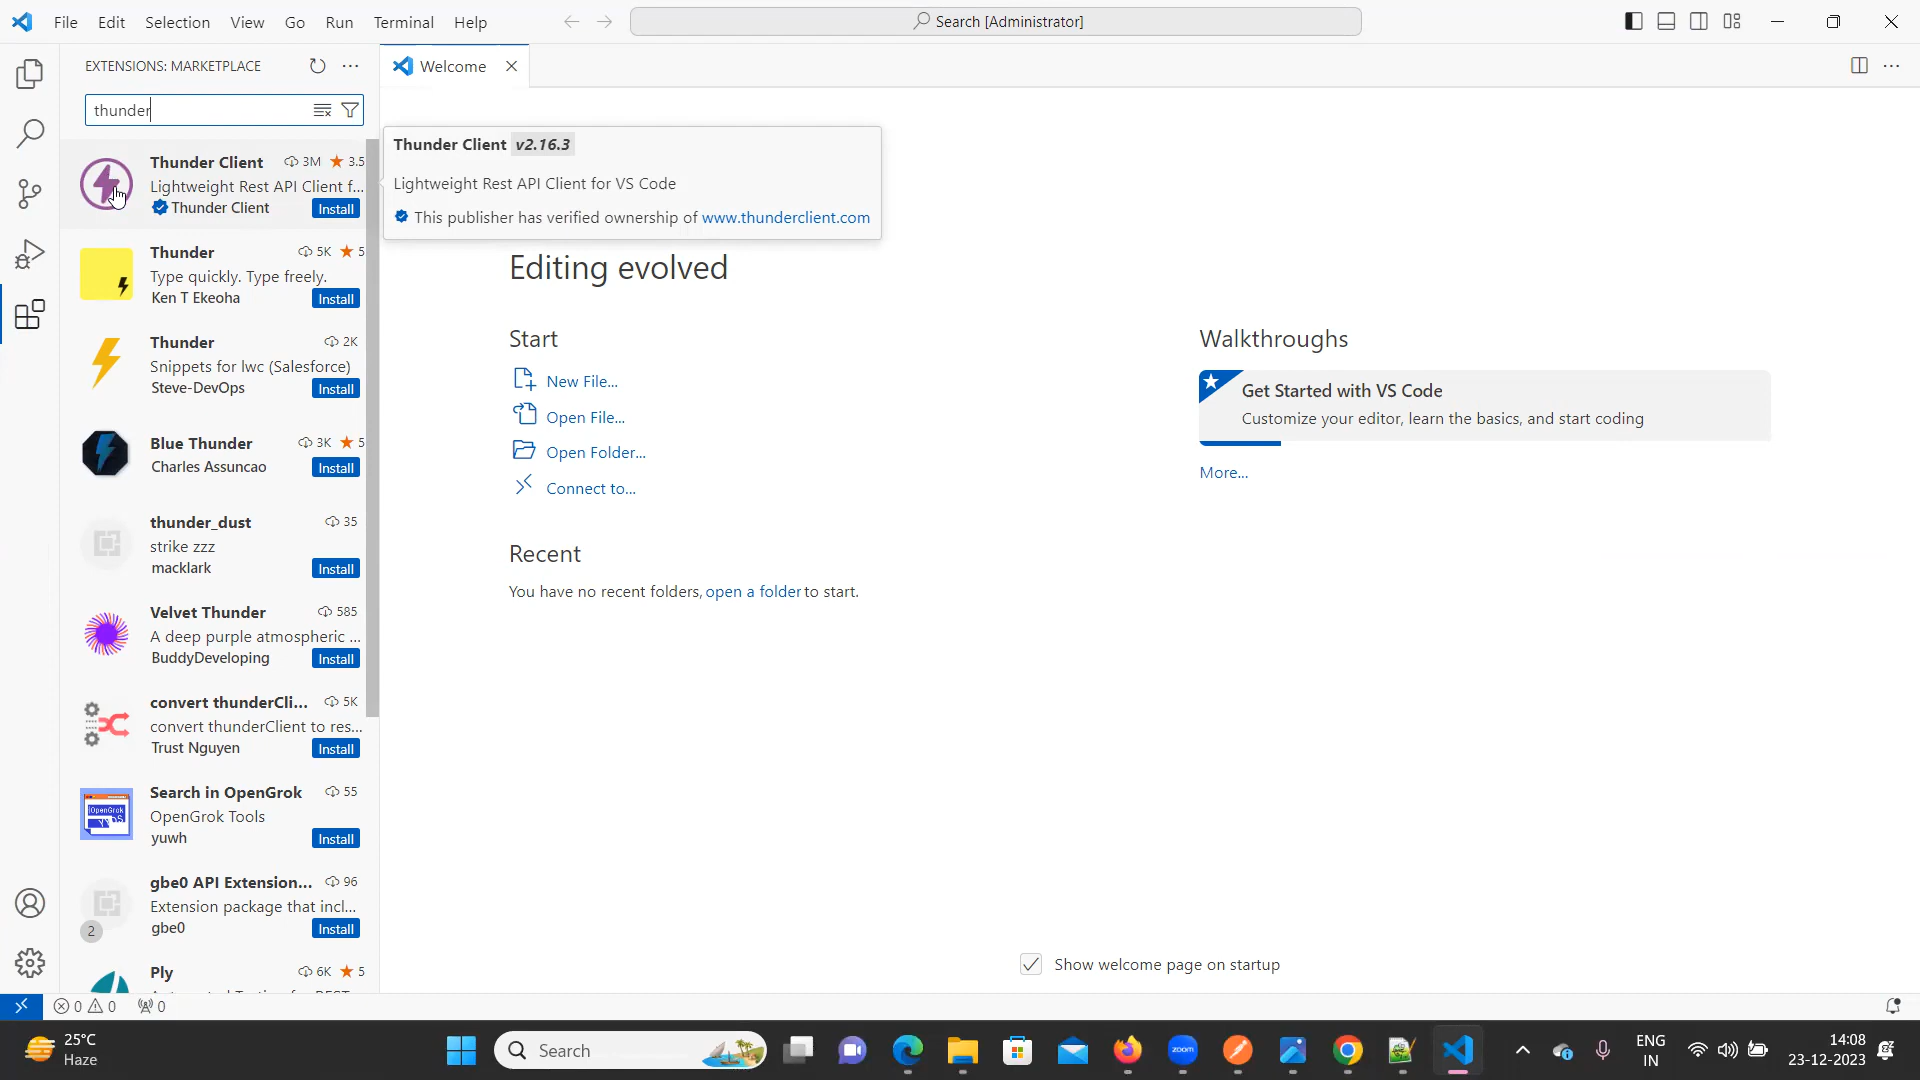 File Edit Selection View Go Run Terminal Help
Search [Administrator]
EXTENSIONS: MARKETPLACE
Welcome
thunder
Thunder Client 3M 3.5
Lightweight Rest API Client f...
Thunder Client Install
Thunder 5K 5
Type quickly. Type freely.
Ken T Ekeoha Install
Thunder 2K
Snippets for lwc (Salesforce)
Steve-DevOps Install
Blue Thunder 3K 5
Charles Assuncao Install
thunder_dust 35
strike zzz
macklark Install
Velvet Thunder 585
A deep purple atmospheric ...
BuddyDeveloping Install
convert thunderCli... 5K
convert thunderClient to res...
Trust Nguyen Install
Search in OpenGrok 55
OpenGrok Tools
yuwh Install
gbe0 API Extension... 96
Extension package that incl...
2 gbe0 Install
Ply 6K 5
Thunder Client v2.16.3
Lightweight Rest API Client for VS Code
This publisher has verified ownership of www.thunderclient.com
Editing evolved
Start
New File...
Open File...
Open Folder...
Connect to...
Recent
You have no recent folders, open a folder to start.
Walkthroughs
Get Started with VS Code
Customize your editor, learn the basics, and start coding
More...
Show welcome page on startup
0 0 0
25°C
Haze
Search
zoom
ENG
IN
14:08
23-12-2023